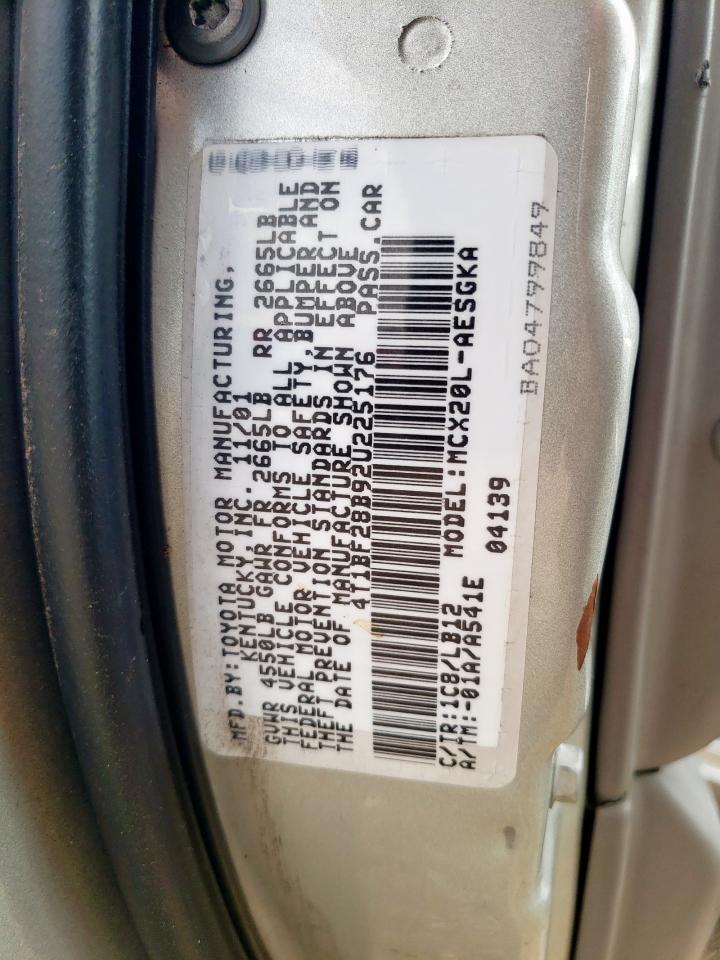 MFD.BY:TOYOTA MOTOR MANUFACTURING,
KENTUCKY,INC. 11/01
GVWR 4550LB GAWR FR 2665LB RR 2665LB
THIS VEHICLE CONFORMS TO ALL APPLICABLE
FEDERAL MOTOR VEHICLE SAFETY,BUMPER AND
THEFT PREVENTION STANDARDS IN EFFECT ON
THE DATE OF MANUFACTURE SHOWN ABOVE
4T1BF28B92U225176 PASS.CAR
C/TR:1C8/LB12 MODEL:MCX20L-AESGKA
A/TM:-01A/A541E 04139
BA04799849